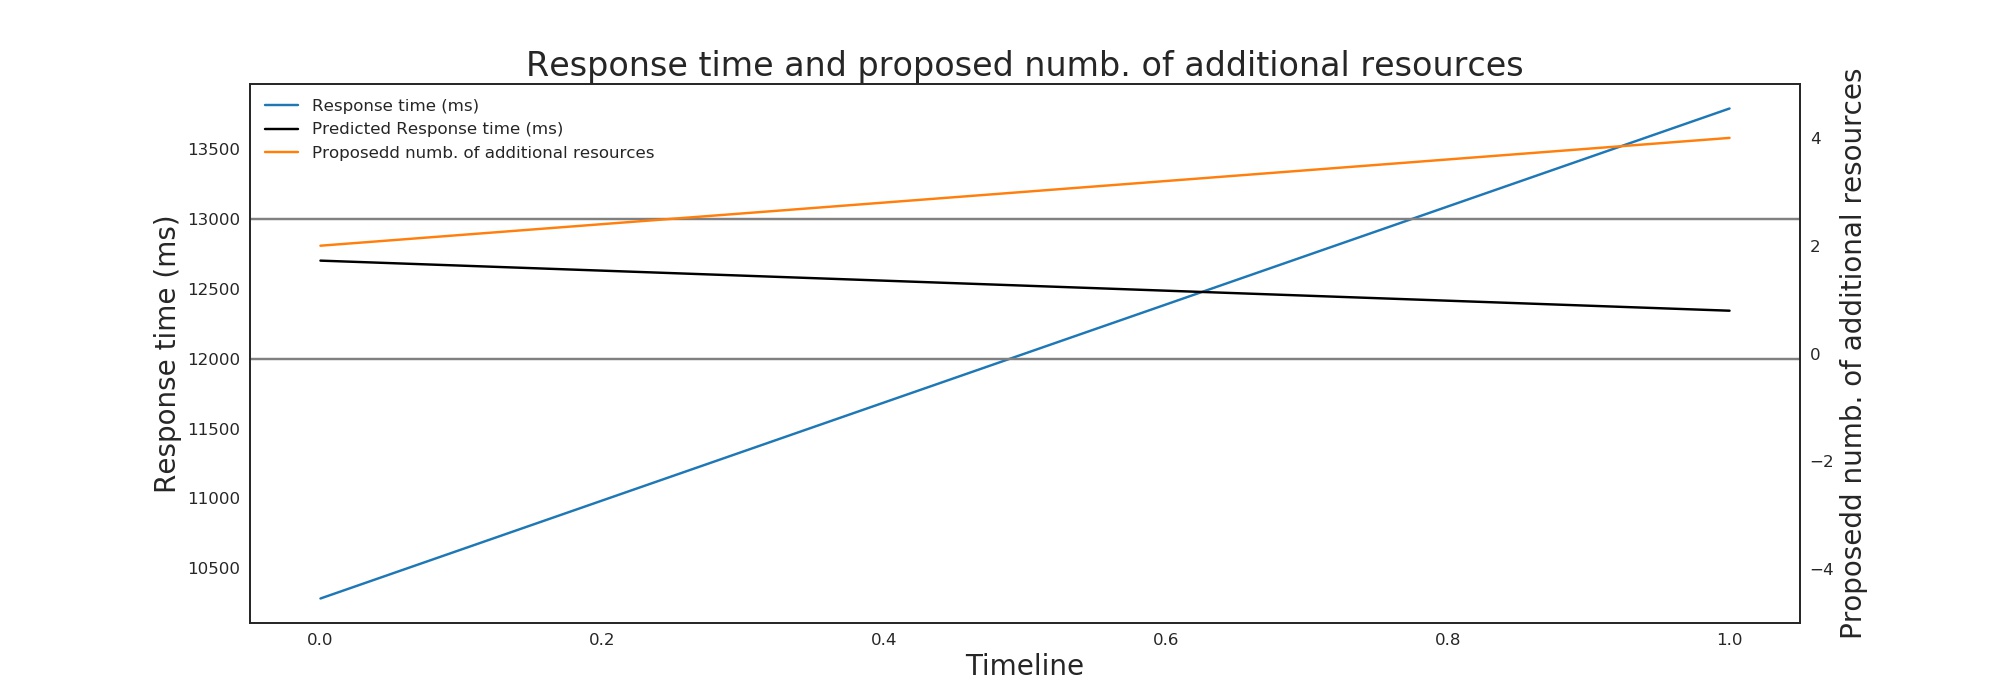 Response time and proposed numb. of additional resources
Response time (ms)
Predicted Response time (ms)
Proposedd numb. of additional resources
Response time (ms)
13500
13000
12500
12000
11500
11000
10500
4
2
0
−2
−4
Proposedd numb. of additional resources
0.0 0.2 0.4 0.6 0.8 1.0
Timeline